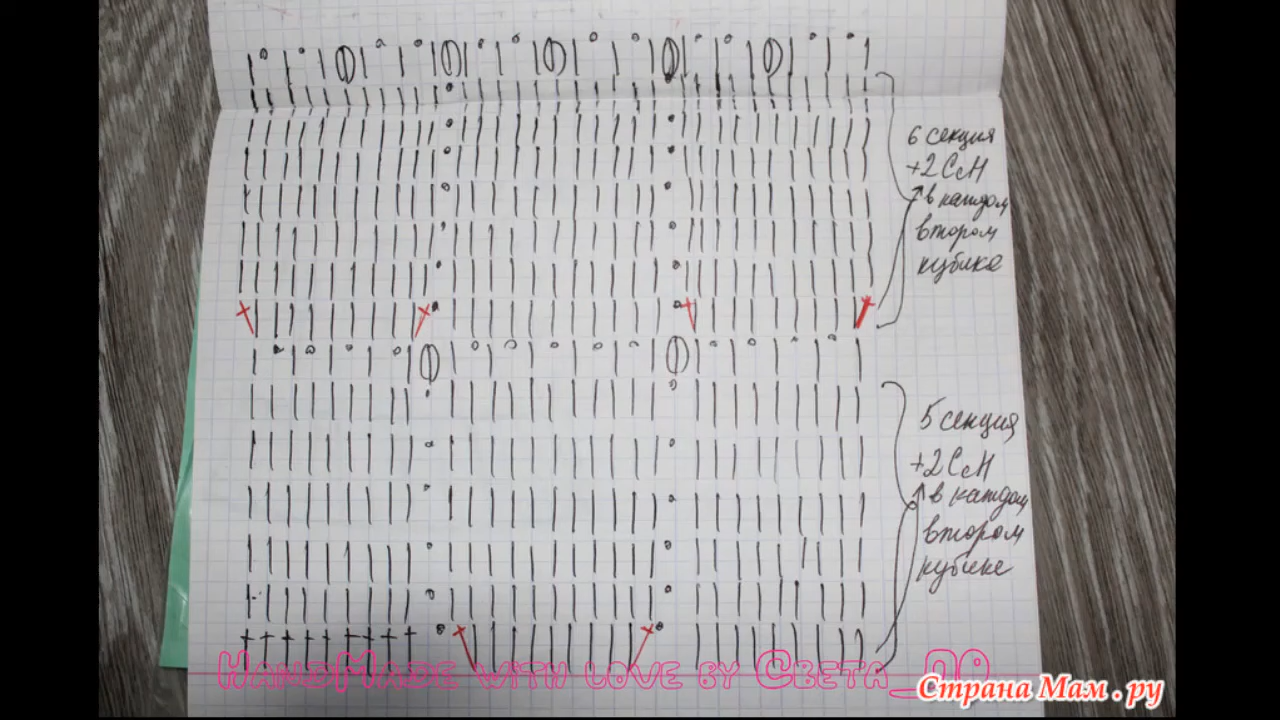 6 секция
+2 СсН
в каждом
втором
кубике
5 секция
+2 СсН
в каждом
втором
кубике
HANDMADE WITH LOVE BY СВЕТА_
Страна Мам.ру